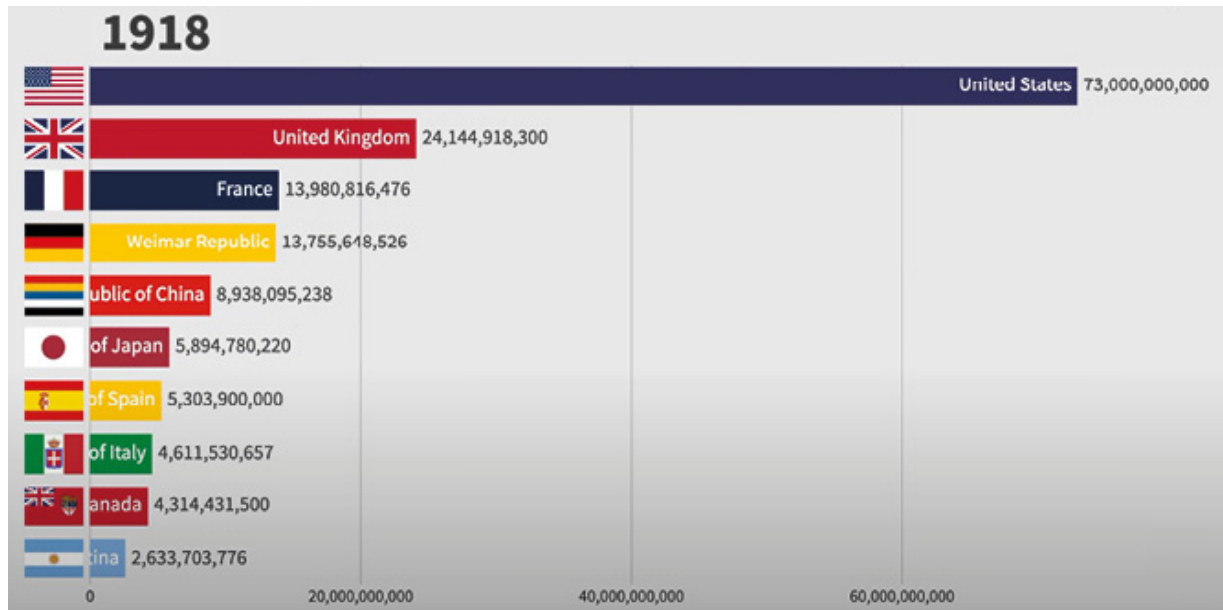 1918
United States 73,000,000,000
United Kingdom 24,144,918,300
France 13,980,816,476
Weimar Republic 13,755,648,526
ublic of China 8,938,095,238
of Japan 5,894,780,220
of Spain 5,303,900,000
of Italy 4,611,530,657
anada 4,314,431,500
tina 2,633,703,776
0 20,000,000,000 40,000,000,000 60,000,000,000